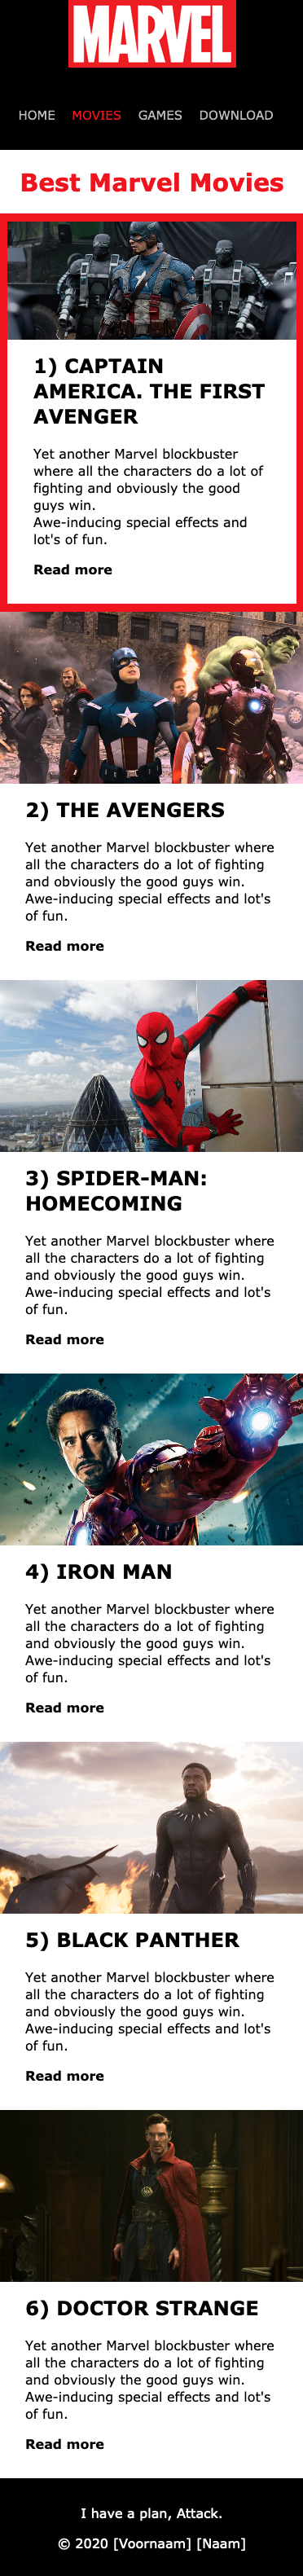 MARVEL
HOME MOVIES GAMES DOWNLOAD
Best Marvel Movies
1) CAPTAIN
AMERICA. THE FIRST
AVENGER
Yet another Marvel blockbuster
where all the characters do a lot of
fighting and obviously the good
guys win.
Awe-inducing special effects and
lot's of fun.
Read more
2) THE AVENGERS
Yet another Marvel blockbuster where
all the characters do a lot of fighting
and obviously the good guys win.
Awe-inducing special effects and lot's
of fun.
Read more
3) SPIDER-MAN:
HOMECOMING
Yet another Marvel blockbuster where
all the characters do a lot of fighting
and obviously the good guys win.
Awe-inducing special effects and lot's
of fun.
Read more
4) IRON MAN
Yet another Marvel blockbuster where
all the characters do a lot of fighting
and obviously the good guys win.
Awe-inducing special effects and lot's
of fun.
Read more
5) BLACK PANTHER
Yet another Marvel blockbuster where
all the characters do a lot of fighting
and obviously the good guys win.
Awe-inducing special effects and lot's
of fun.
Read more
6) DOCTOR STRANGE
Yet another Marvel blockbuster where
all the characters do a lot of fighting
and obviously the good guys win.
Awe-inducing special effects and lot's
of fun.
Read more
I have a plan, Attack.
© 2020 [Voornaam] [Naam]